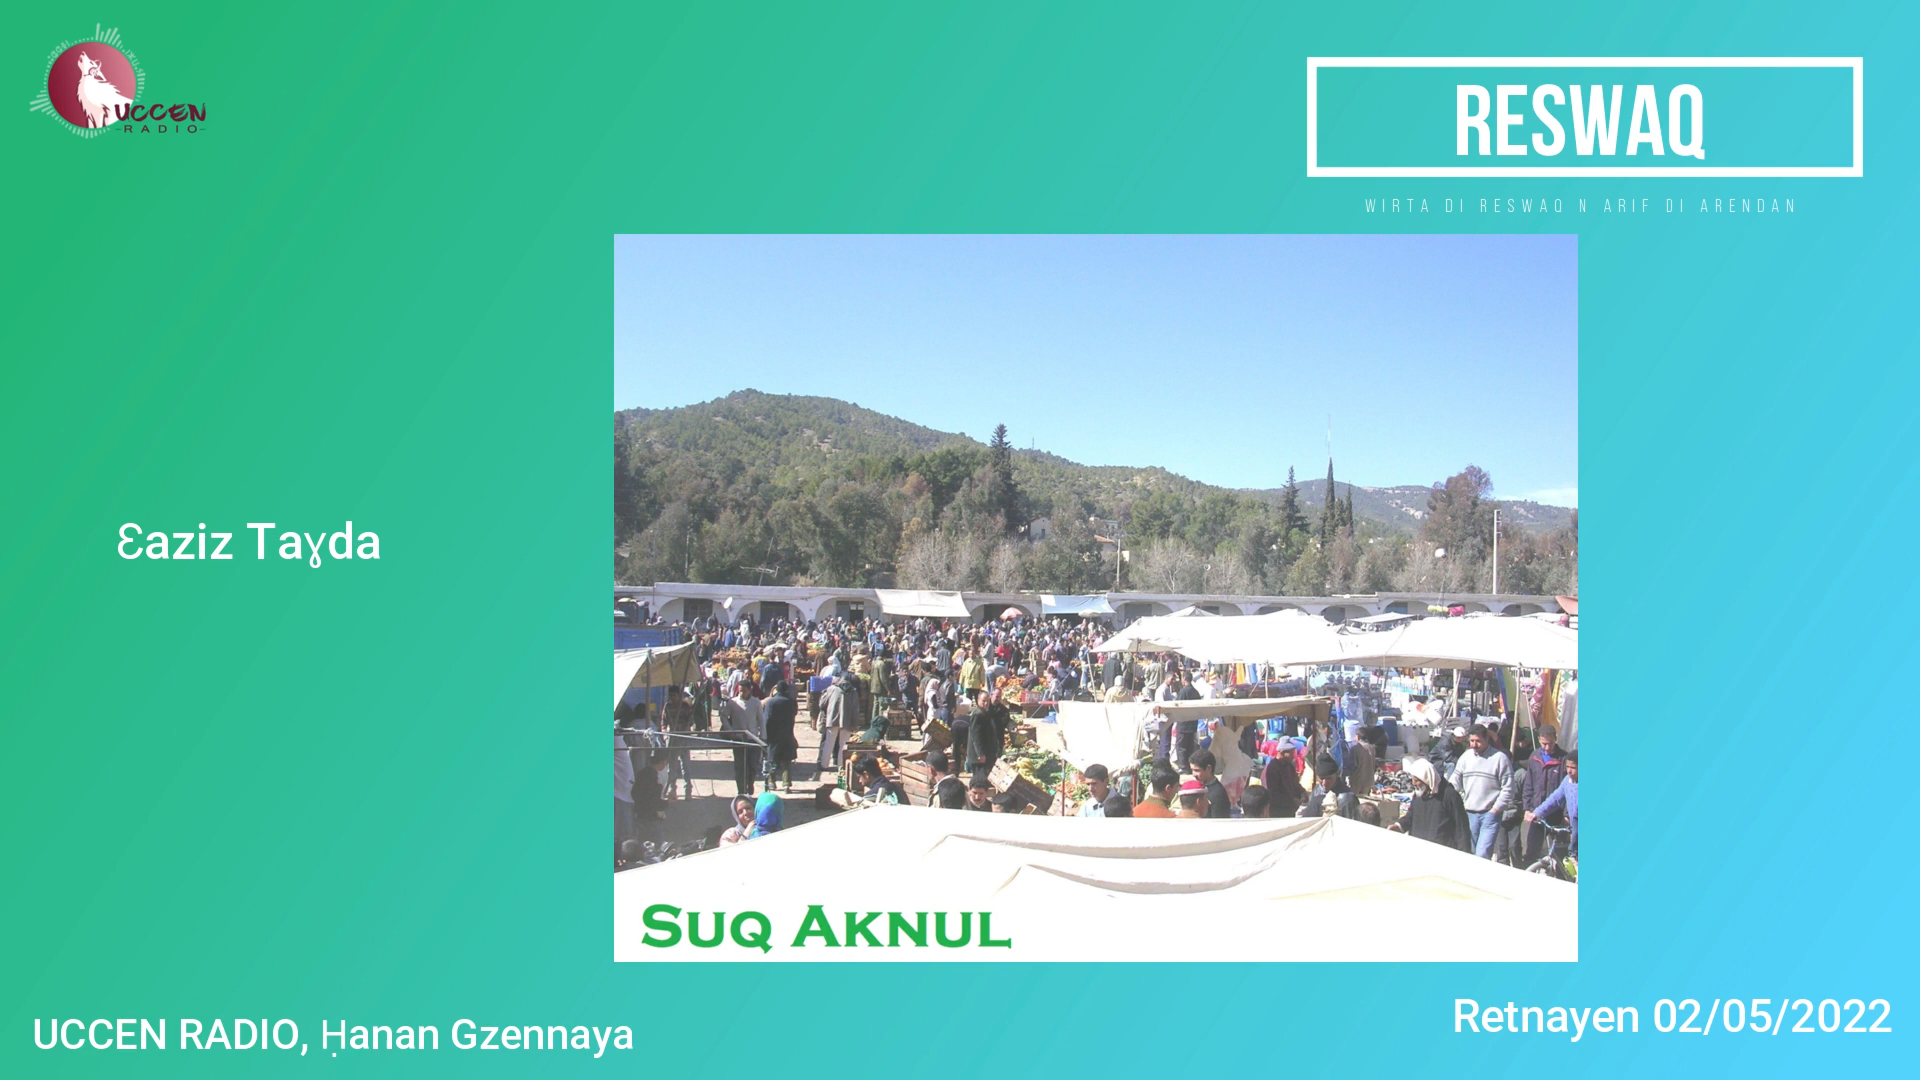 UCCEN
-RADIO-
RESWAQ
WIRTA DI RESWAQ N ARIF DI ARENDAN
Ɛaziz Taɣda
SUQ AKNUL
UCCEN RADIO, Ḥanan Gzennaya
Retnayen 02/05/2022